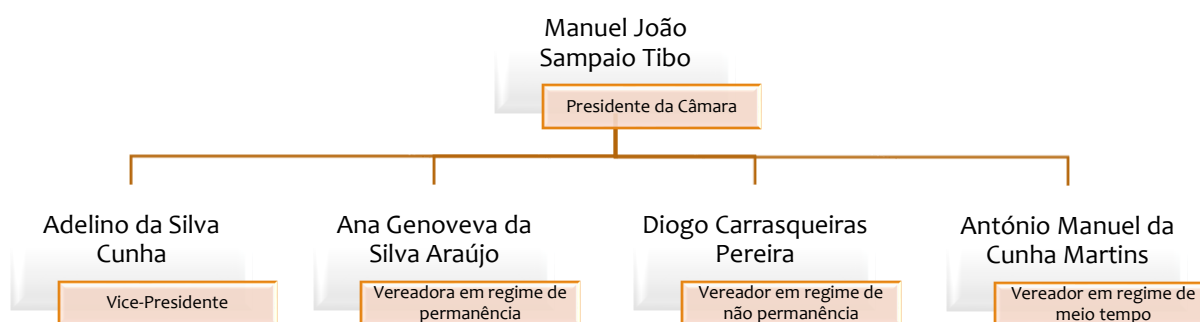 Manuel João
Sampaio Tibo
Presidente da Câmara
Adelino da Silva
Cunha
Vice-Presidente
Ana Genoveva da
Silva Araújo
Vereadora em regime de
permanência
Diogo Carrasqueiras
Pereira
Vereador em regime de
não permanência
António Manuel da
Cunha Martins
Vereador em regime de
meio tempo